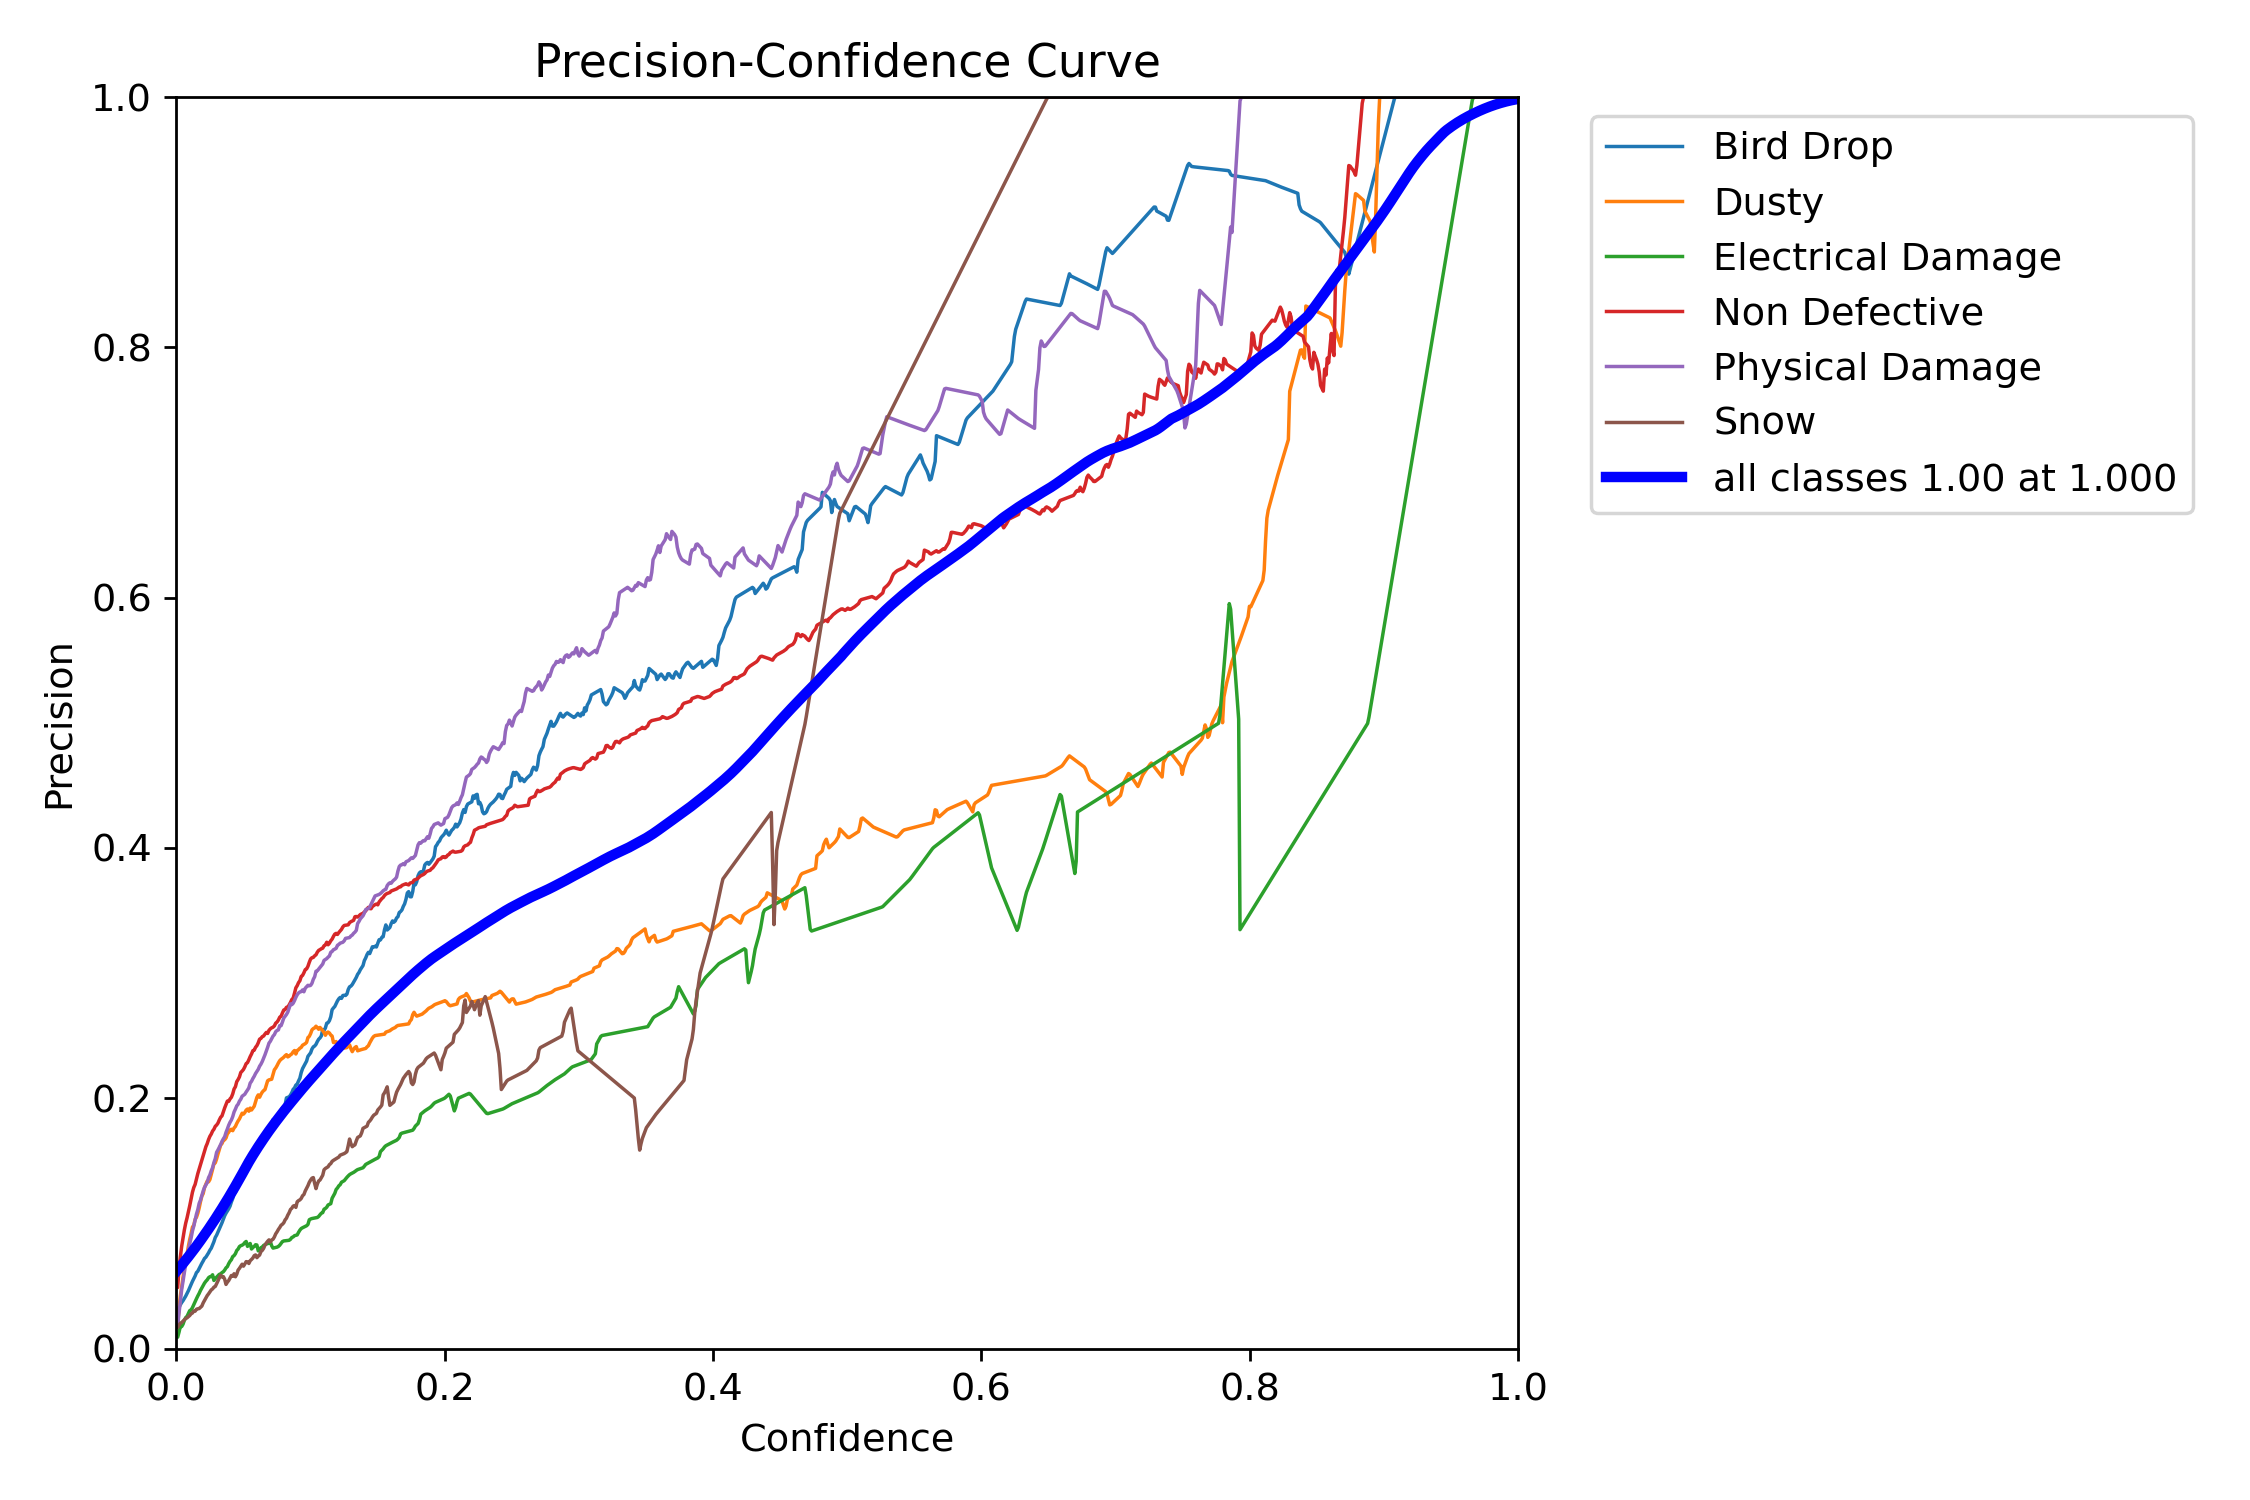 Precision-Confidence Curve
1.0
0.8
0.6
0.4
0.2
0.0
Precision
0.0 0.2 0.4 0.6 0.8 1.0
Confidence
Bird Drop
Dusty
Electrical Damage
Non Defective
Physical Damage
Snow
all classes 1.00 at 1.000